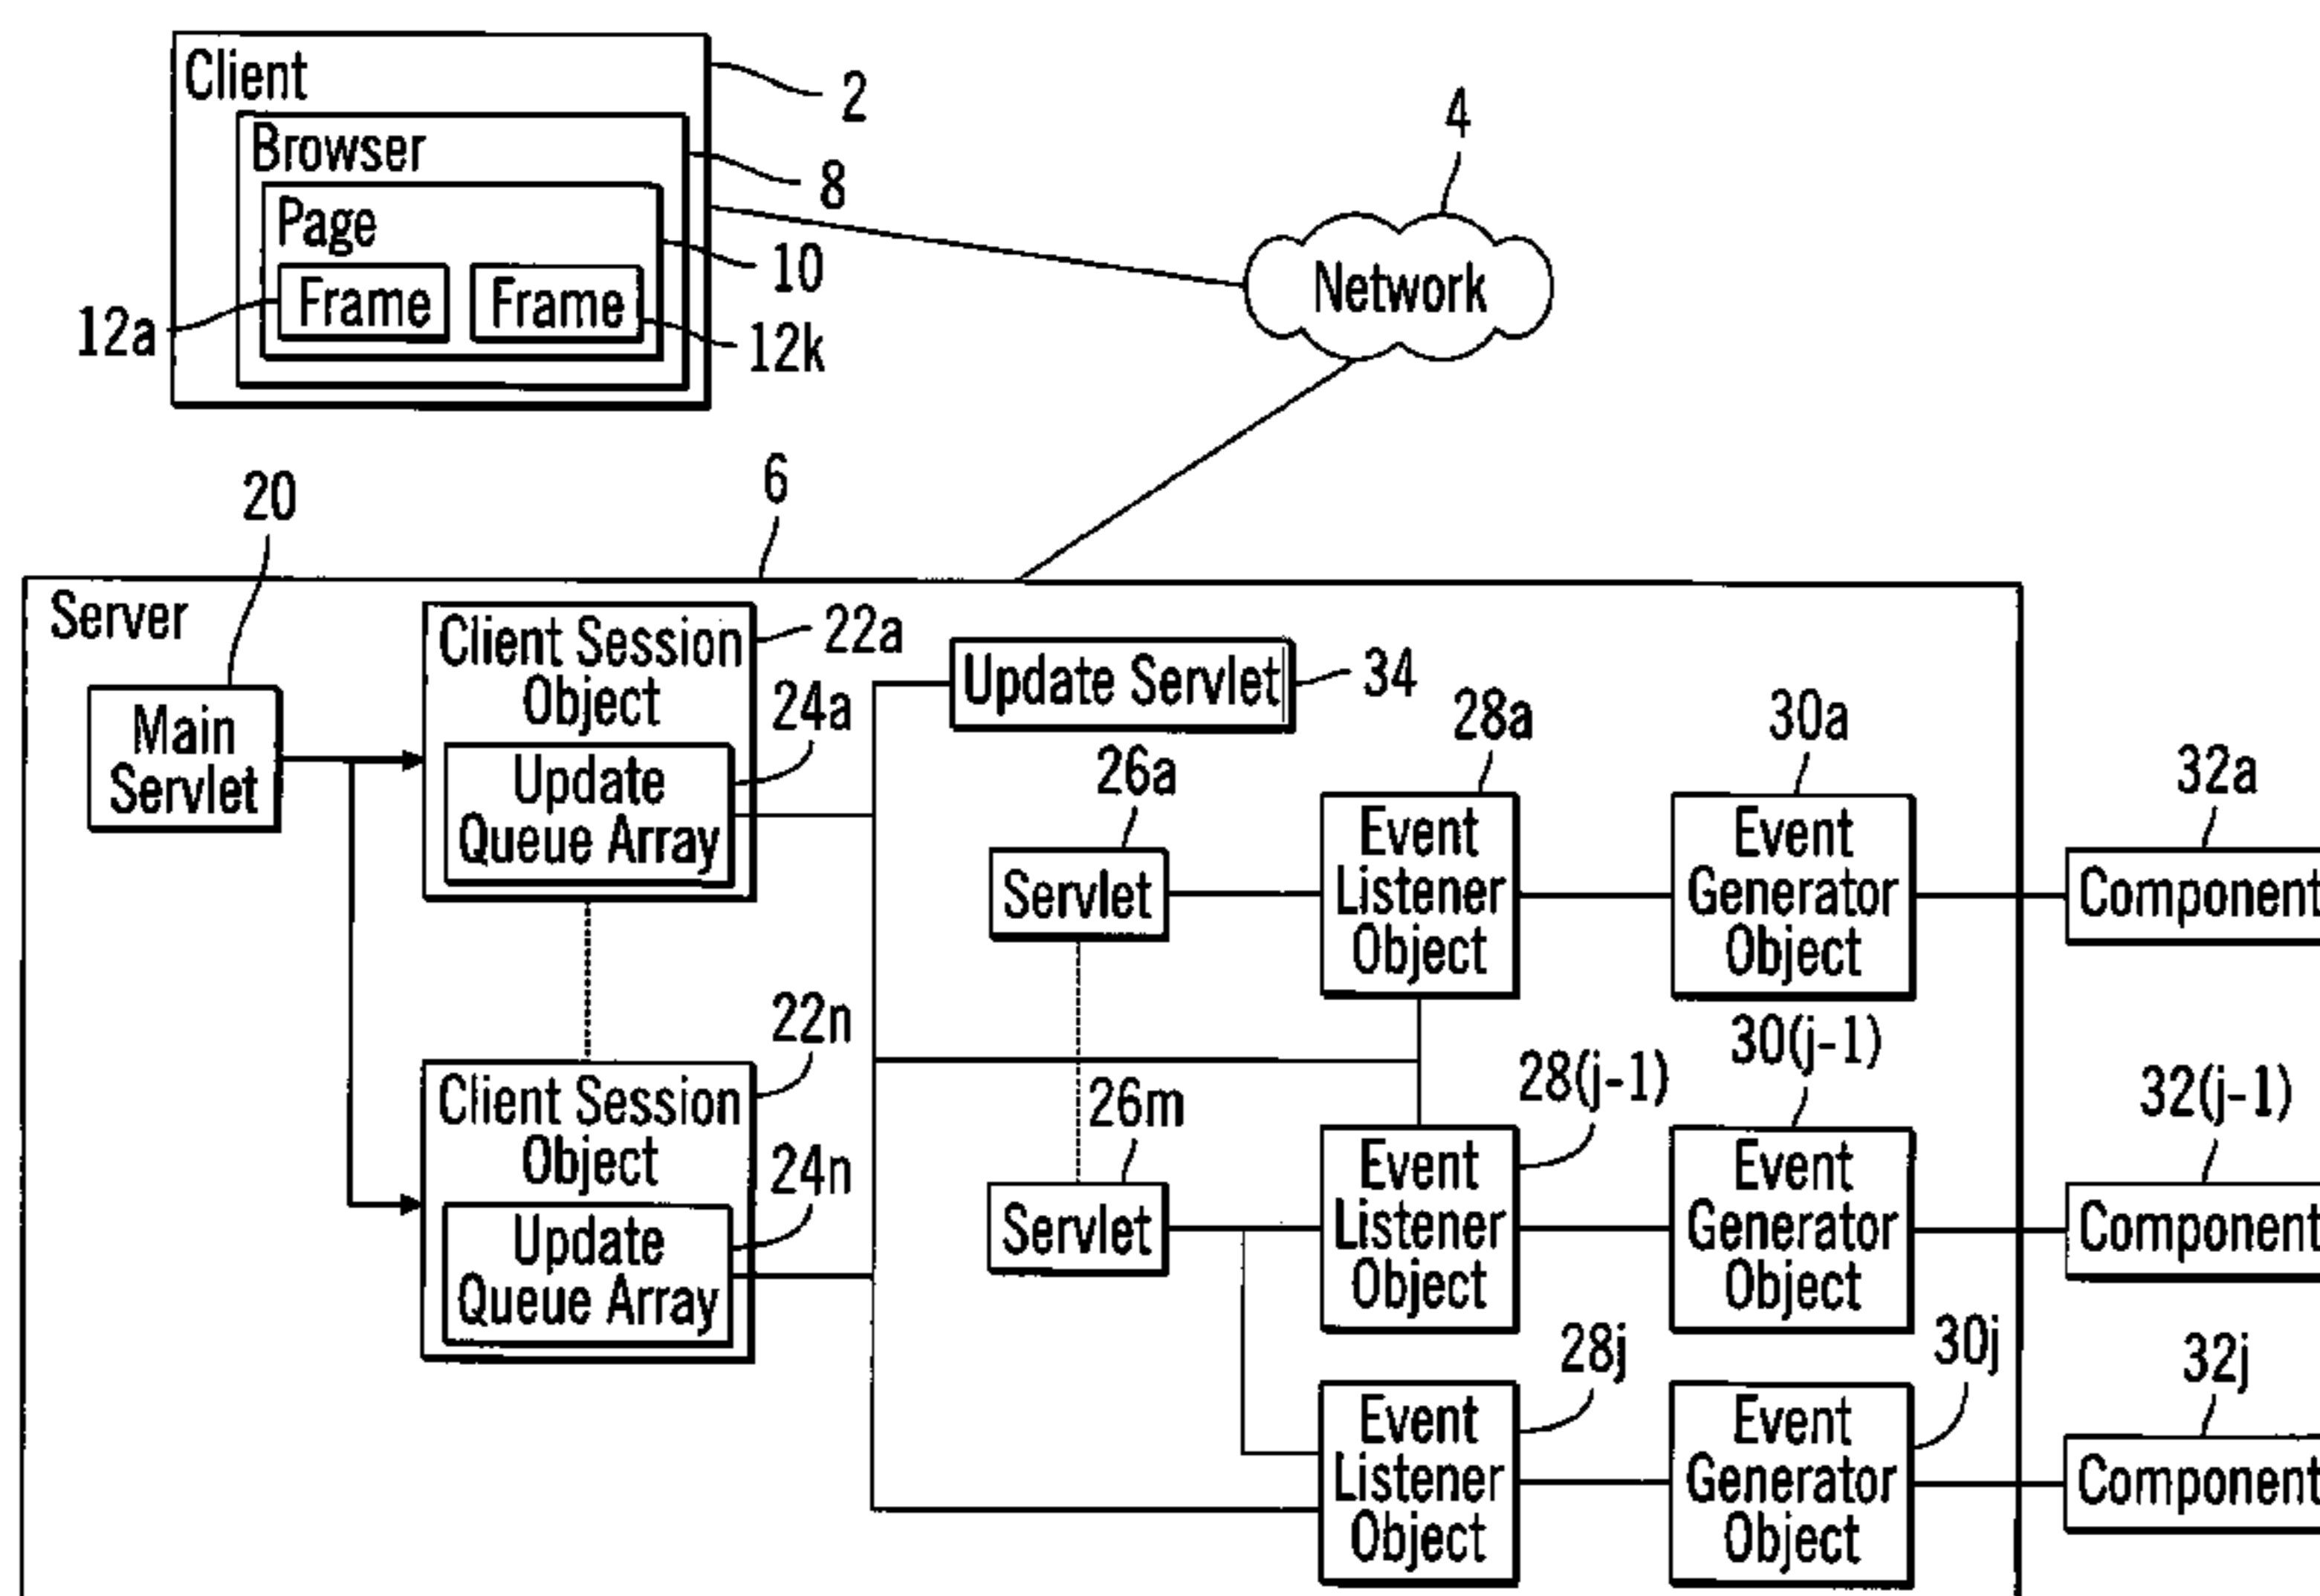 Client
2
Browser
8
Page
10
Frame
Frame
12a
12k
4
Network
20
6
Server
Main
Servlet
Client Session
Object
22a
Update
Queue Array
24a
Update Servlet
34
26a
Servlet
28a
Event
Listener
Object
30a
Event
Generator
Object
32a
Component
Client Session
Object
22n
Update
Queue Array
24n
26m
Servlet
28(j-1)
Event
Listener
Object
30(j-1)
Event
Generator
Object
32(j-1)
Component
28j
Event
Listener
Object
30j
Event
Generator
Object
32j
Component